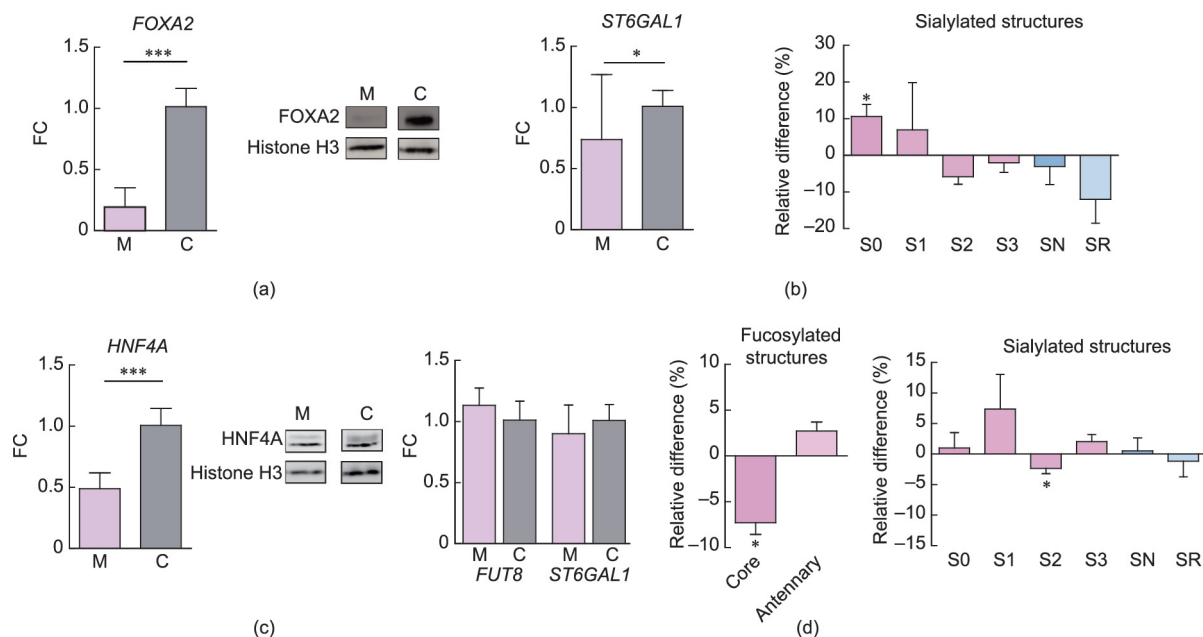 FOXA2
1.5
1.0
0.5
0
FC
***
M
C
M
C
FOXA2
Histone H3
ST6GAL1
1.5
1.0
0.5
0
FC
*
M
C
Sialylated structures
30
20
10
0
–10
–20
Relative difference (%)
*
S0
S1
S2
S3
SN
SR
(a)
(b)
HNF4A
1.5
1.0
0.5
0
FC
***
M
C
M
C
HNF4A
Histone H3
1.5
1.0
0.5
0
FC
M
C
M
C
FUT8
ST6GAL1
Fucosylated
structures
10
5
0
–5
–10
Relative difference (%)
*
Core
Antennary
Sialylated structures
15
10
5
0
–5
–10
–15
Relative difference (%)
*
S0
S1
S2
S3
SN
SR
(c)
(d)